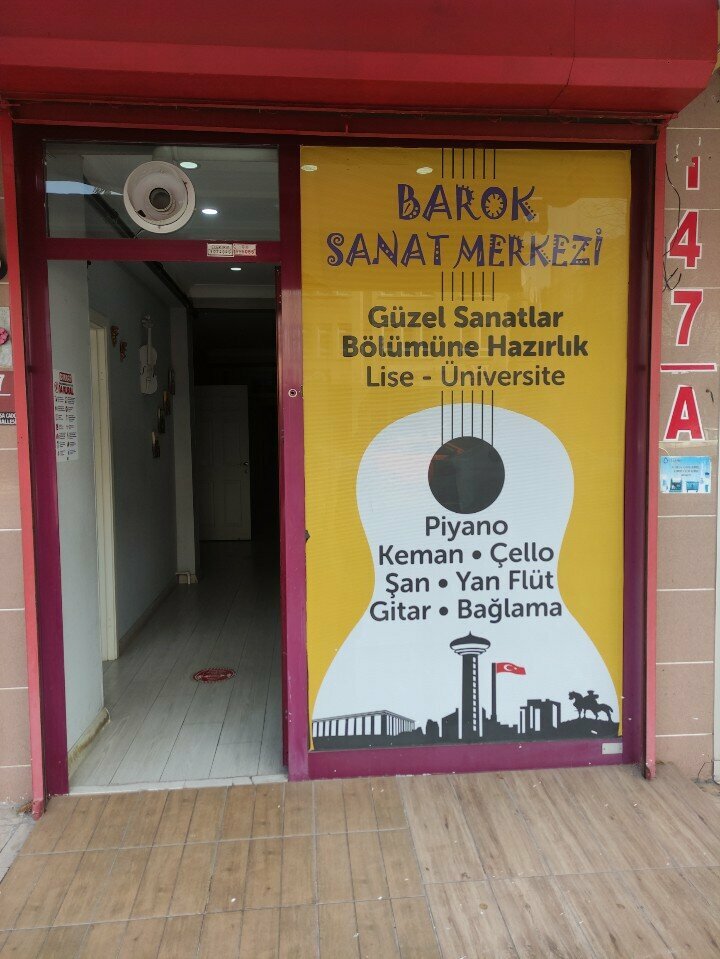 BAROK
SANAT MERKEZİ
Güzel Sanatlar
Bölümüne Hazırlık
Lise - Üniversite
Piyano
Keman • Çello
Şan • Yan Flüt
Gitar • Bağlama
147-A